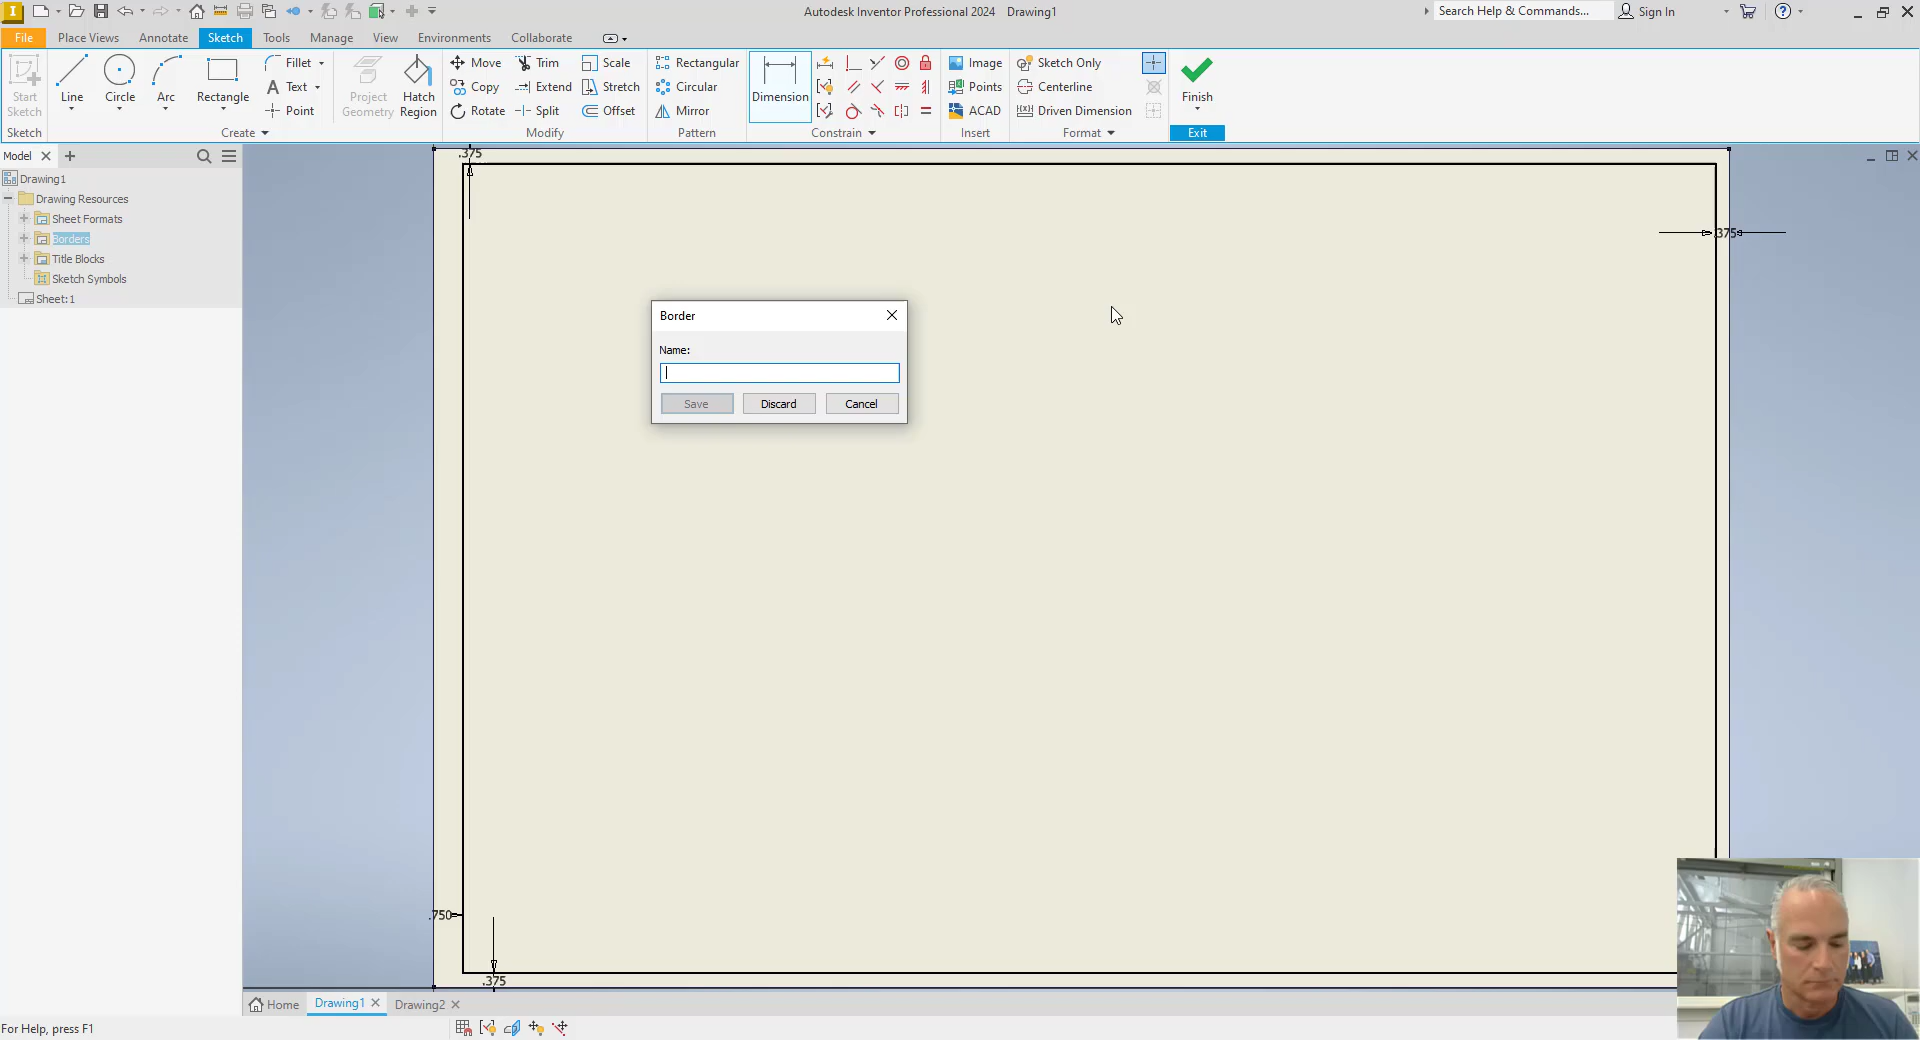 Autodesk Inventor Professional 2024 Drawing1
Search Help & Commands...
Sign In
File Place Views Annotate Sketch Tools Manage View Environments Collaborate
Start Sketch
Line
Circle
Arc
Rectangle
Fillet
Text
Point
Project Geometry
Hatch Region
Move
Copy
Rotate
Trim
Extend
Split
Scale
Stretch
Offset
Rectangular
Circular
Mirror
Dimension
Image
Points
ACAD
Sketch Only
Centerline
Driven Dimension
Finish
Sketch Create Modify Pattern Constrain Insert Format Exit
Model
Drawing1
Drawing Resources
Sheet Formats
Borders
Title Blocks
Sketch Symbols
Sheet:1
.375
.375
Border
Name:
Save Discard Cancel
.750
.375
Home Drawing1 Drawing2
For Help, press F1